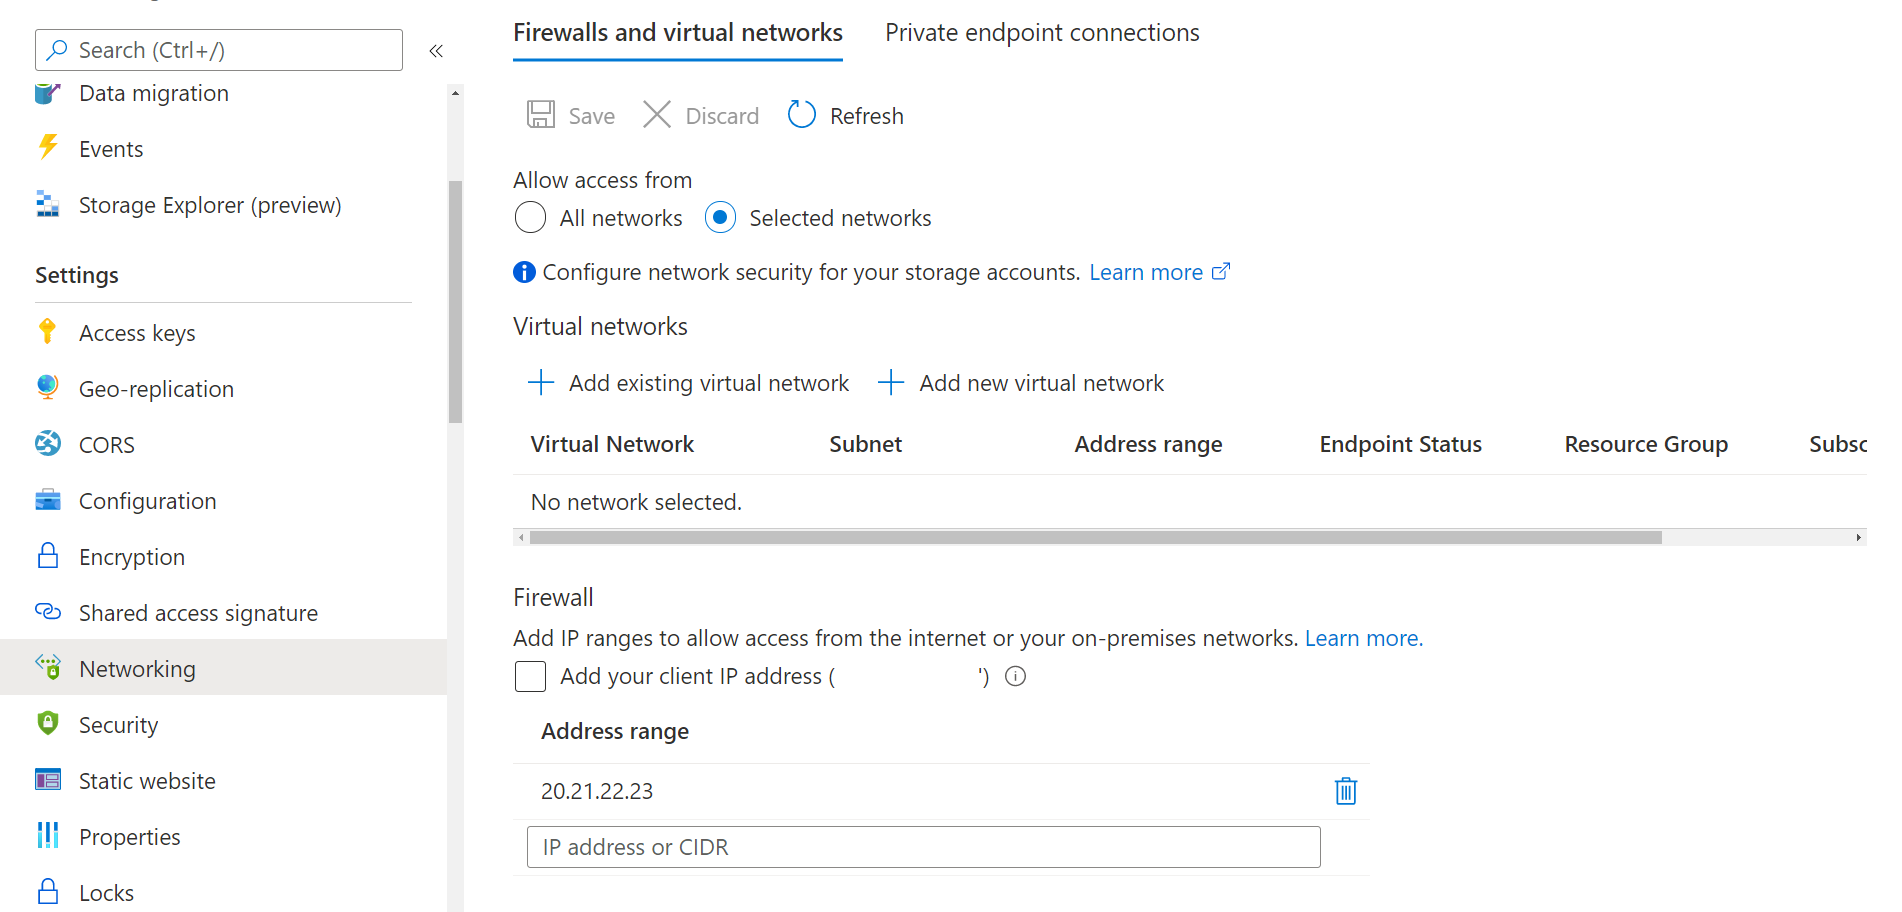 Search (Ctrl+/)
«
Data migration
Events
Storage Explorer (preview)
Settings
Access keys
Geo-replication
CORS
Configuration
Encryption
Shared access signature
Networking
Security
Static website
Properties
Locks
Firewalls and virtual networks Private endpoint connections
Save Discard Refresh
Allow access from
All networks Selected networks
Configure network security for your storage accounts. Learn more
Virtual networks
Add existing virtual network Add new virtual network
Virtual Network Subnet Address range Endpoint Status Resource Group Subsc
No network selected.
Firewall
Add IP ranges to allow access from the internet or your on-premises networks. Learn more.
Add your client IP address ( ')
Address range
20.21.22.23
IP address or CIDR